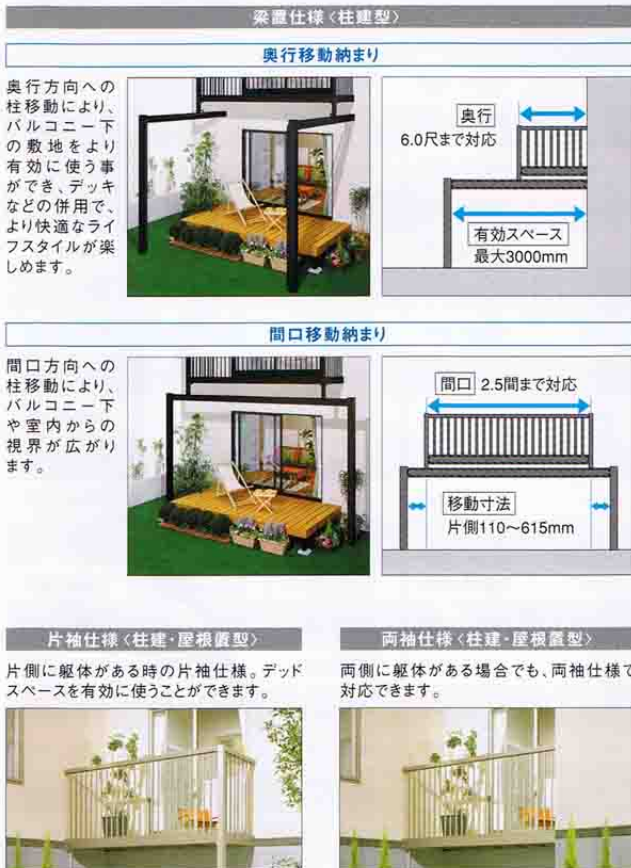 梁置仕様〈柱建型〉
奥行移動納まり
奥行方向への
柱移動により、
バルコニー下
の敷地をより
有効に使う事
ができ、デッキ
などの併用で、
より快適なライ
フスタイルが楽
しめます。
奥行
6.0尺まで対応
有効スペース
最大3000mm
間口移動納まり
間口方向への
柱移動により、
バルコニー下
や室内からの
視界が広がり
ます。
間口 2.5間まで対応
移動寸法
片側110～615mm
片袖仕様〈柱建・屋根置型〉
片側に躯体がある時の片袖仕様。デッド
スペースを有効に使うことができます。
両袖仕様〈柱建・屋根置型〉
両側に躯体がある場合でも、両袖仕様で
対応できます。